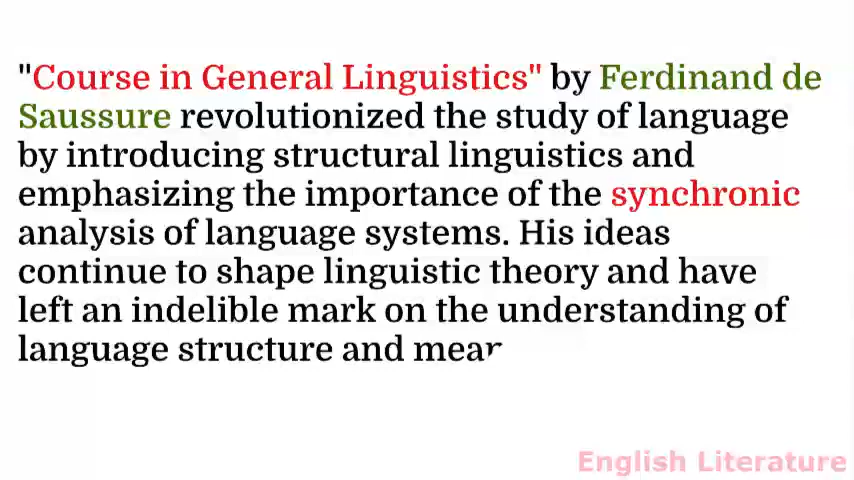 "Course in General Linguistics" by Ferdinand de
Saussure revolutionized the study of language
by introducing structural linguistics and
emphasizing the importance of the synchronic
analysis of language systems. His ideas
continue to shape linguistic theory and have
left an indelible mark on the understanding of
language structure and
English Literature